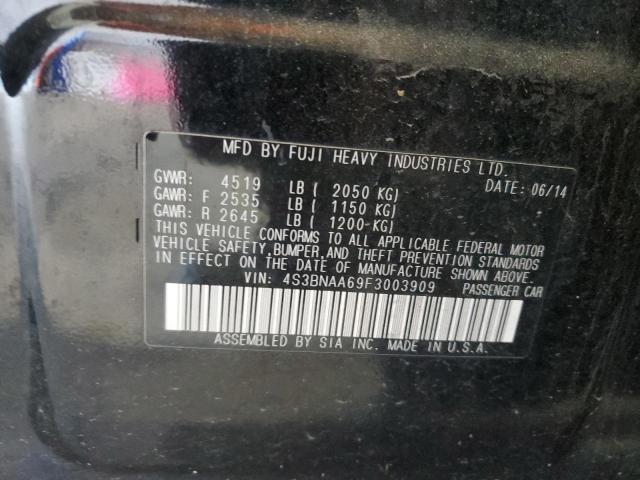 MFD BY FUJI HEAVY INDUSTRIES LTD.
DATE: 06/14
GVWR: 4519 LB ( 2050 KG)
GAWR: F 2535 LB ( 1150 KG)
GAWR: R 2645 LB ( 1200 KG)
THIS VEHICLE CONFORMS TO ALL APPLICABLE FEDERAL MOTOR
VEHICLE SAFETY, BUMPER, AND THEFT PREVENTION STANDARDS
IN EFFECT ON THE DATE OF MANUFACTURE SHOWN ABOVE.
VIN: 4S3BNAA69F3003909 PASSENGER CAR
ASSEMBLED BY SIA INC. MADE IN U.S.A.